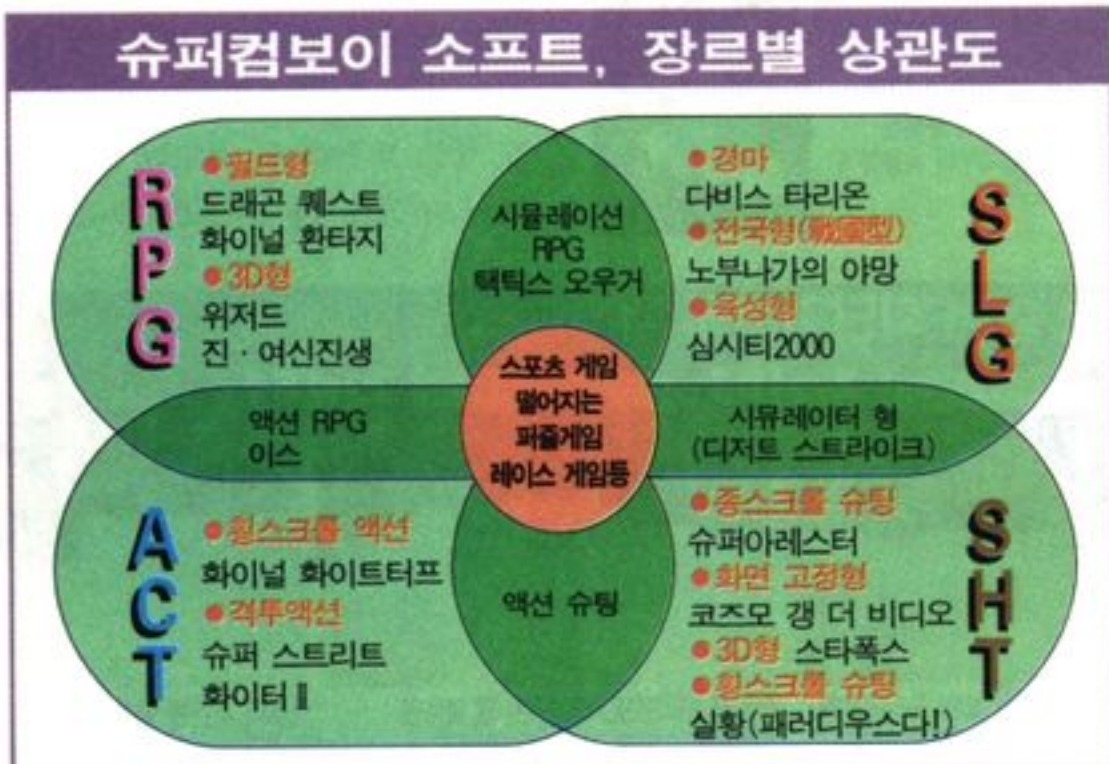 슈퍼컴보이 소프트, 장르별 상관도
RPG
●필드형
드래곤 퀘스트
화이널 환타지
●3D형
위저드
진·여신진생
시뮬레이션
RPG
택틱스 오우거
SLG
●경마
다비스 타리온
●전국형(戰國型)
노부나가의 야망
●육성형
심시티2000
액션 RPG
이스
스포츠 게임
떨어지는
퍼즐게임
레이스 게임등
시뮤레이터 형
(디저트 스트라이크)
ACT
●횡스크롤 액션
화이널 화이트터프
●격투액션
슈퍼 스트리트
화이터Ⅱ
액션 슈팅
SHT
●종스크롤 슈팅
슈퍼아레스터
●화면 고정형
코즈모 갱 더 비디오
●3D형 스타폭스
●횡스크롤 슈팅
실황(패러디우스다!)